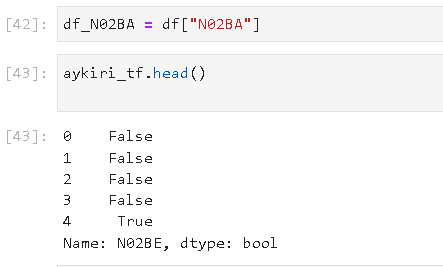 [42]: df_N02BA = df["N02BA"]
[43]: aykiri_tf.head()
[43]: 0 False
1 False
2 False
3 False
4 True
Name: N02BE, dtype: bool